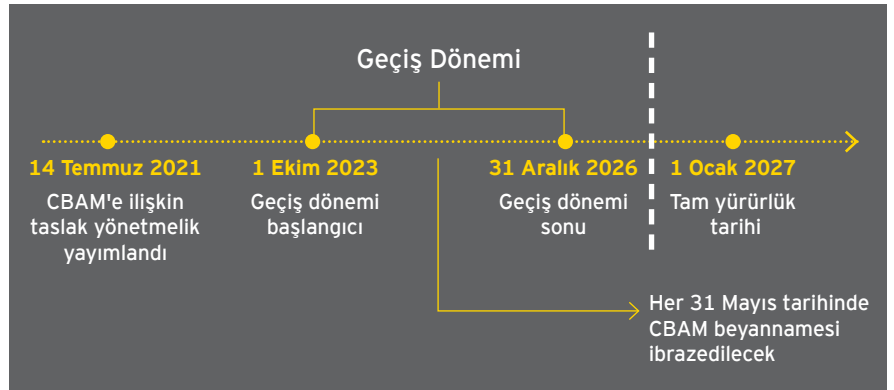 Geçiş Dönemi
14 Temmuz 2021
CBAM'e ilişkin
taslak yönetmelik
yayımlandı
1 Ekim 2023
Geçiş dönemi
başlangıcı
31 Aralık 2026
Geçiş dönemi
sonu
1 Ocak 2027
Tam yürürlük
tarihi
Her 31 Mayıs tarihinde
CBAM beyannamesi
ibrazedilecek